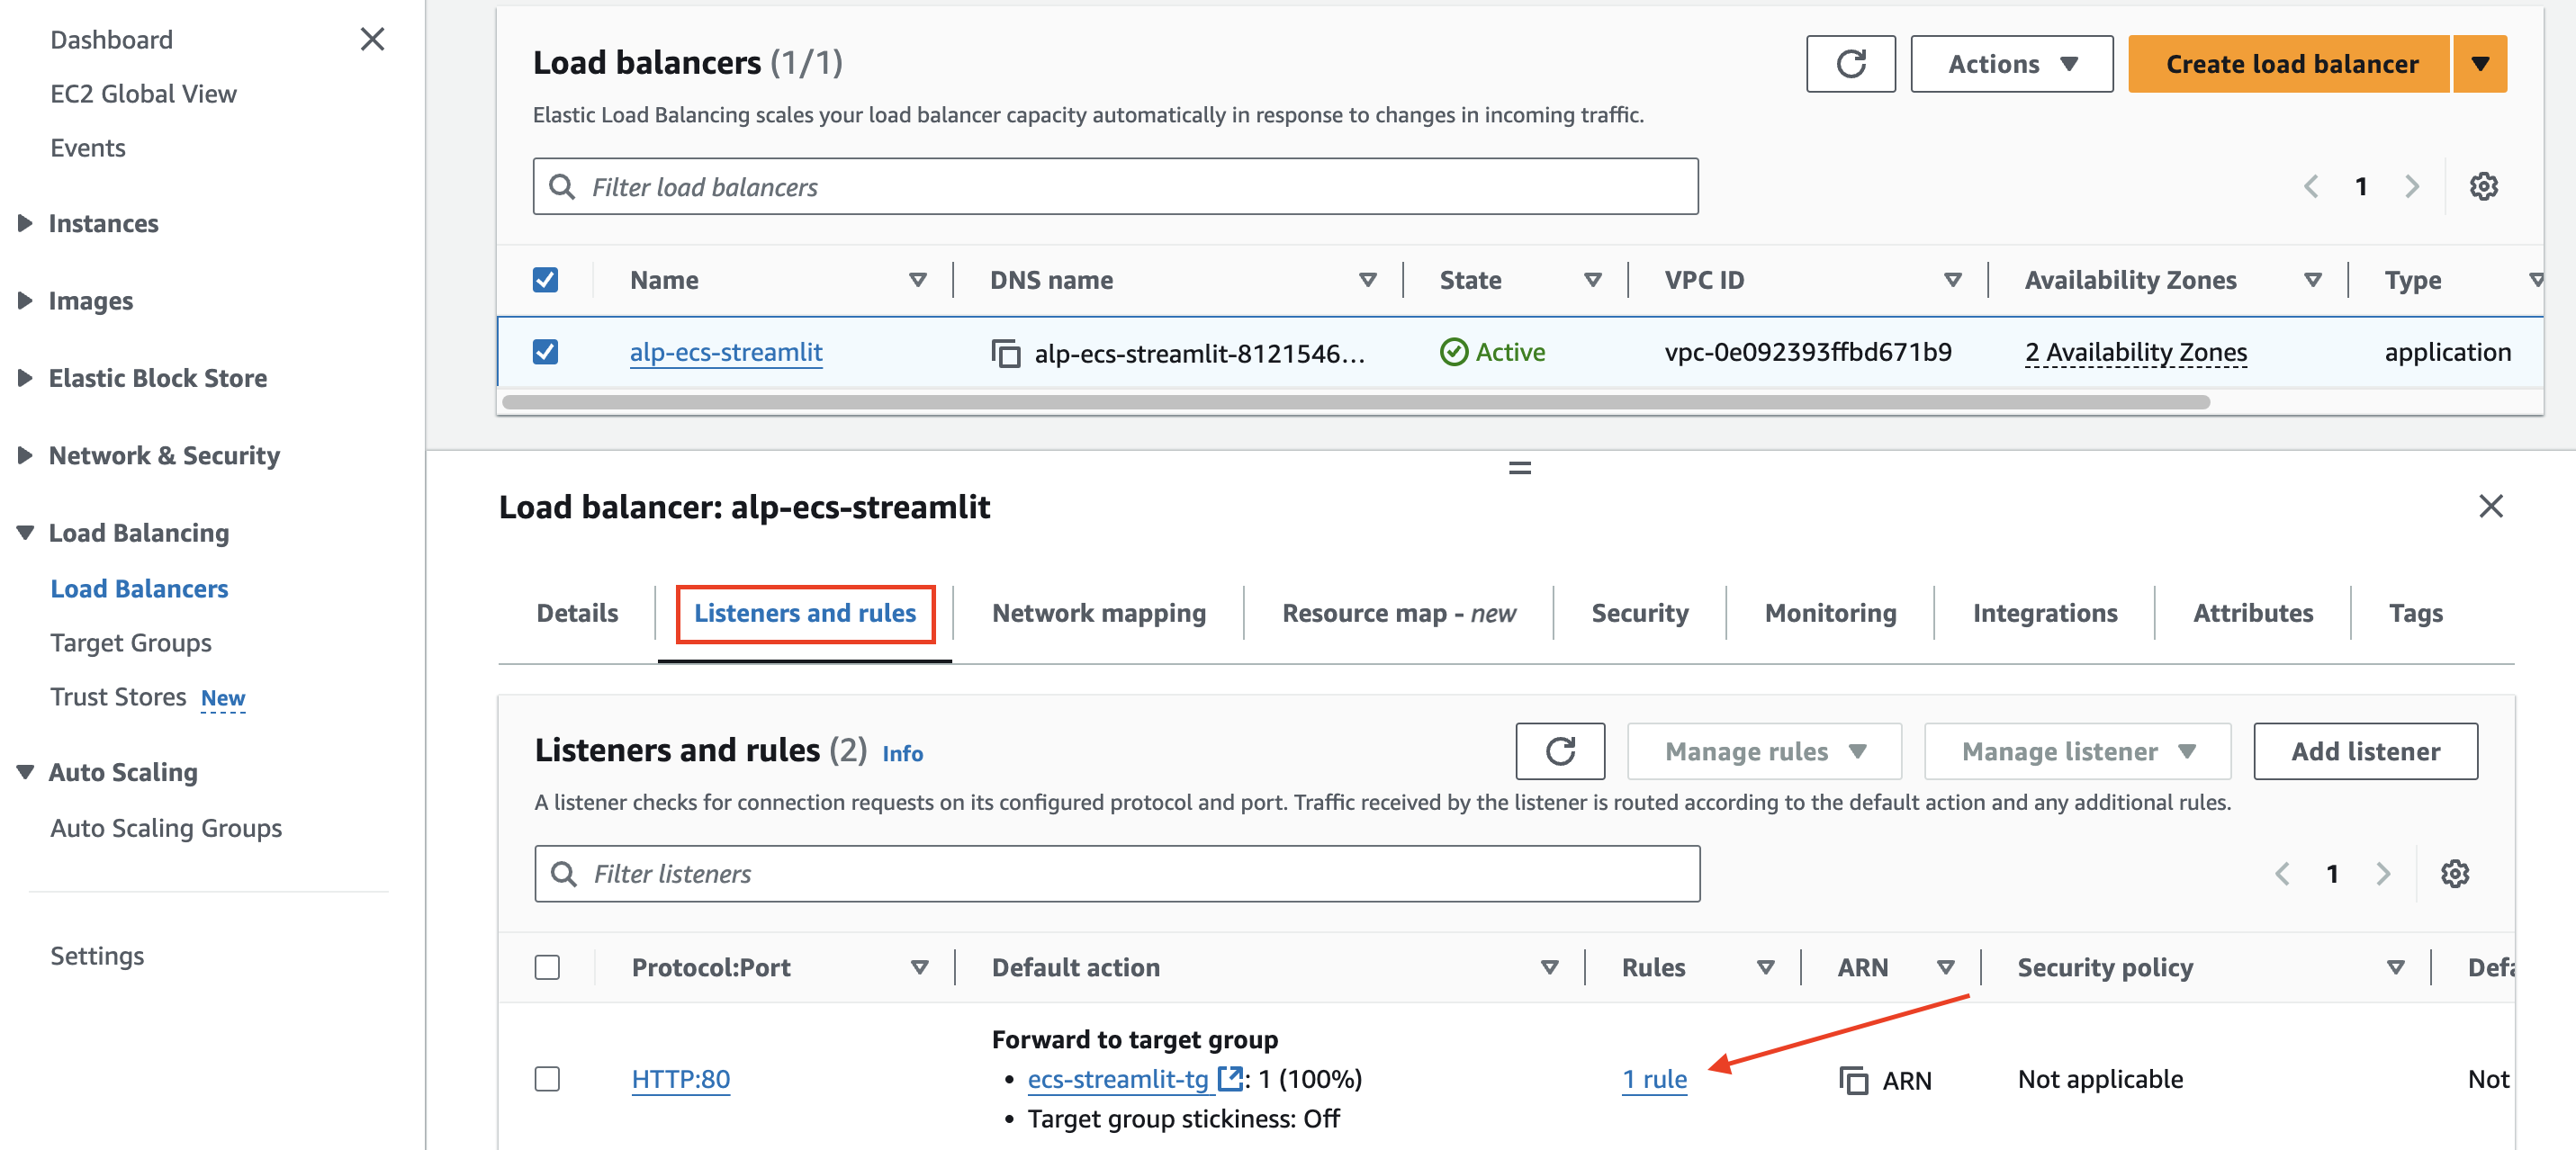 Dashboard
EC2 Global View
Events
Instances
Images
Elastic Block Store
Network & Security
Load Balancing
Load Balancers
Target Groups
Trust Stores New
Auto Scaling
Auto Scaling Groups
Settings
Load balancers (1/1)
Actions
Create load balancer
Elastic Load Balancing scales your load balancer capacity automatically in response to changes in incoming traffic.
Filter load balancers
1
Name DNS name State VPC ID Availability Zones Type
alp-ecs-streamlit alp-ecs-streamlit-8121546... Active vpc-0e092393ffbd671b9 2 Availability Zones application
Load balancer: alp-ecs-streamlit
Details Listeners and rules Network mapping Resource map - new Security Monitoring Integrations Attributes Tags
Listeners and rules (2) Info
Manage rules Manage listener Add listener
A listener checks for connection requests on its configured protocol and port. Traffic received by the listener is routed according to the default action and any additional rules.
Filter listeners
1
Protocol:Port Default action Rules ARN Security policy Defa
Forward to target group
HTTP:80 • ecs-streamlit-tg : 1 (100%) 1 rule ARN Not applicable Not
• Target group stickiness: Off